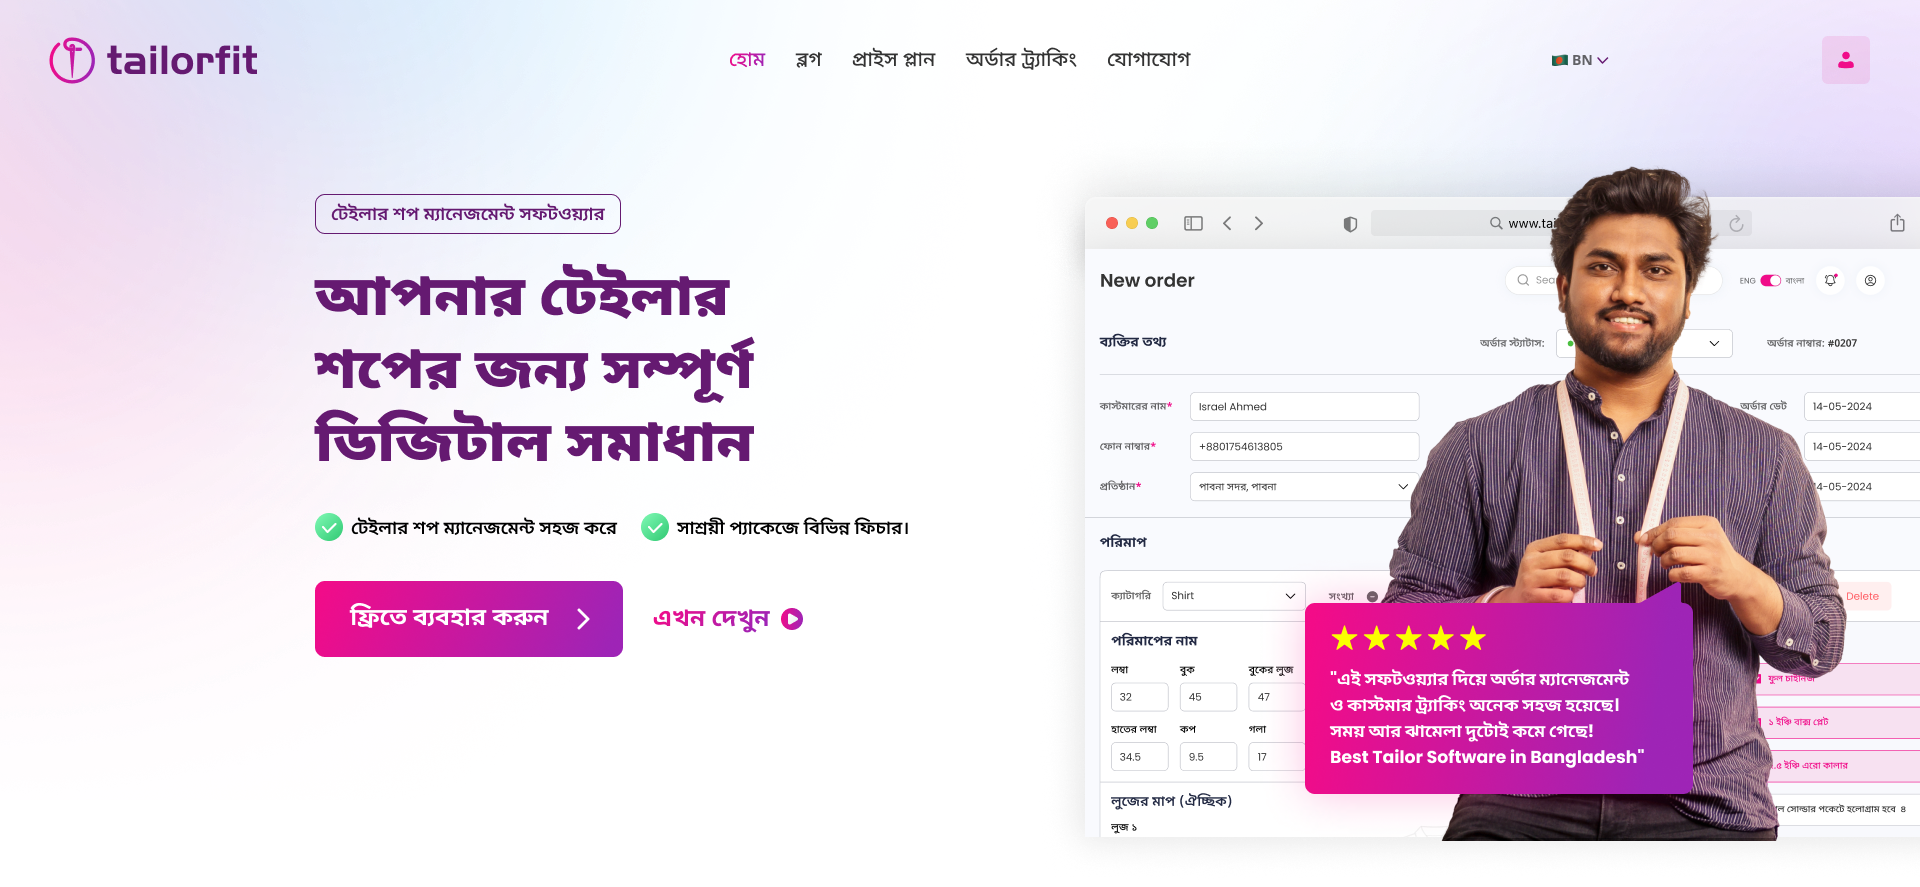 tailorfit
হোম
ব্লগ
প্রাইস প্লান
অর্ডার ট্র্যাকিং
যোগাযোগ
BN
টেইলার শপ ম্যানেজমেন্ট সফটওয়্যার
আপনার টেইলার
শপের জন্য সম্পূর্ণ
ডিজিটাল সমাধান
টেইলার শপ ম্যানেজমেন্ট সহজ করে
সাশ্রয়ী প্যাকেজে বিভিন্ন ফিচার।
ফ্রিতে ব্যবহার করুন
এখন দেখুন
www.tai
New order
Sea
ENG
বাংলা
ব্যক্তির তথ্য
অর্ডার স্ট্যাটাস:
অর্ডার নাম্বার: #0207
কাস্টমারের নাম*
Israel Ahmed
অর্ডার ডেট
14-05-2024
ফোন নাম্বার*
+8801754613805
14-05-2024
প্রতিষ্ঠান*
পাবনা সদর, পাবনা
14-05-2024
পরিমাপ
ক্যাটাগরি
Shirt
সংখ্যা
Delete
পরিমাপের নাম
লম্বা
বুক
বুকের লুজ
32
45
47
হাতের লম্বা
কপ
গলা
34.5
9.5
17
লুজের মাপ (ঐচ্ছিক)
লুজ ১
"এই সফটওয়্যার দিয়ে অর্ডার ম্যানেজমেন্ট
ও কাস্টমার ট্র্যাকিং অনেক সহজ হয়েছে।
সময় আর ঝামেলা দুটোই কমে গেছে!
Best Tailor Software in Bangladesh"
ফুল চাইনিজ
১ ইঞ্চি বাক্স প্লেট
.৫ ইঞ্চি এরো কালার
সোল্ডার পকেটে হলোগ্রাম হবে ৪